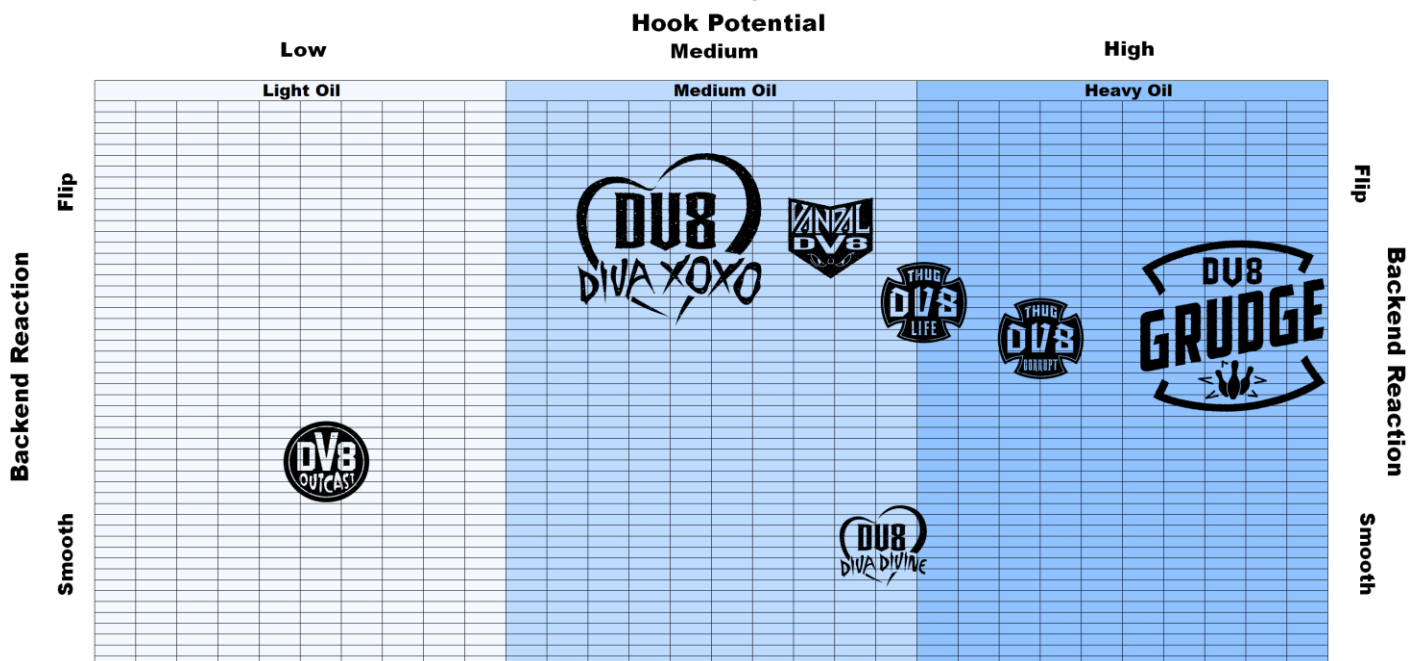 Hook Potential
Low
Medium
High
Light Oil
Medium Oil
Heavy Oil
Flip
Flip
Backend Reaction
Backend Reaction
Smooth
Smooth
DV8
DIVA XOXO
VANDAL
DV8
THUG
DV8
LIFE
THUG
DV8
CORRUPT
DV8
GRUDGE
DV8
OUTCAST
DV8
DIVA DIVINE